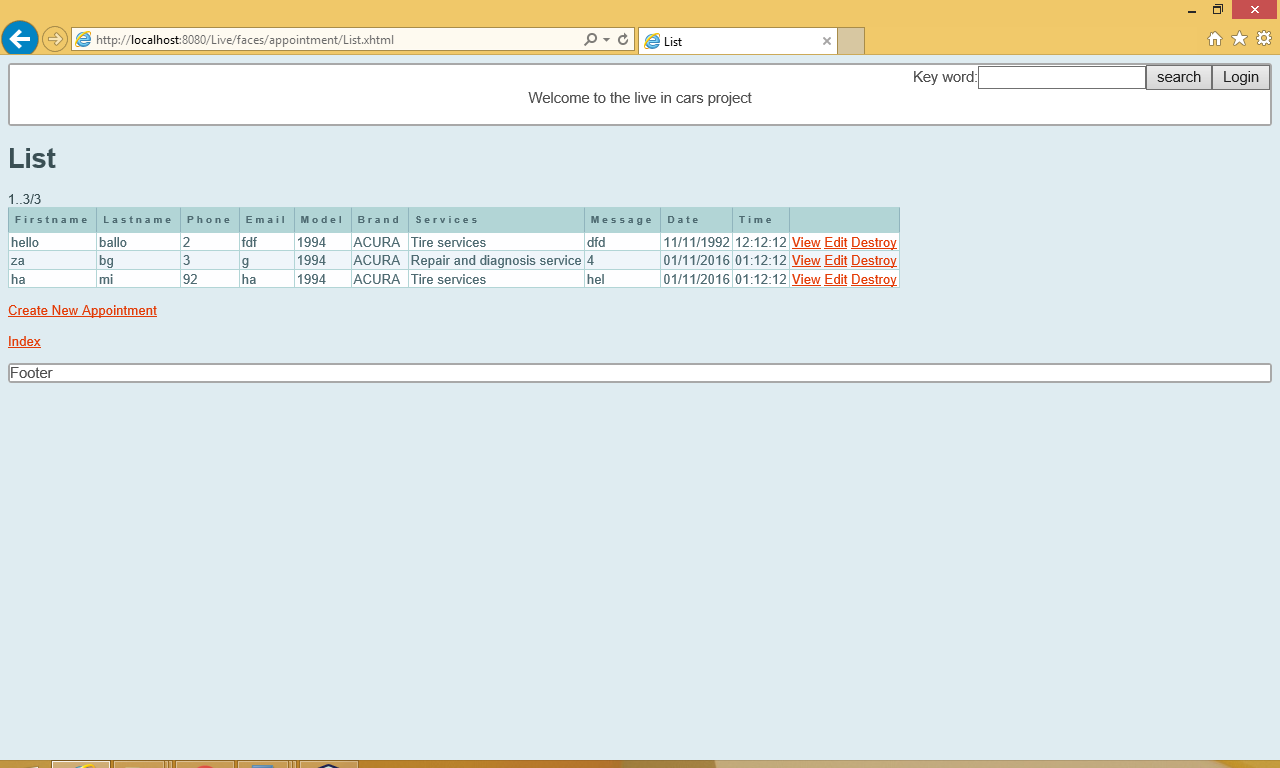 http://localhost:8080/Live/faces/appointment/List.xhtml
List
Key word: search Login
Welcome to the live in cars project
List
1..3/3
Firstname Lastname Phone Email Model Brand Services Message Date Time
hello ballo 2 fdf 1994 ACURA Tire services dfd 11/11/1992 12:12:12 View Edit Destroy
za bg 3 g 1994 ACURA Repair and diagnosis service 4 01/11/2016 01:12:12 View Edit Destroy
ha mi 92 ha 1994 ACURA Tire services hel 01/11/2016 01:12:12 View Edit Destroy
Create New Appointment
Index
Footer